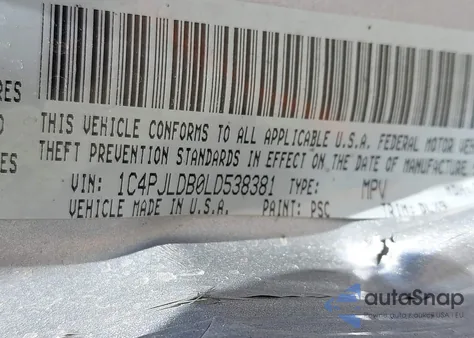 RES
THIS VEHICLE CONFORMS TO ALL APPLICABLE U.S.A. FEDERAL MOTOR VEH
THEFT PREVENTION STANDARDS IN EFFECT ON THE DATE OF MANUFACTURE
VIN: 1C4PJLDB0LD538381 TYPE: MPV
VEHICLE MADE IN U.S.A. PAINT: PSC
autoSnap